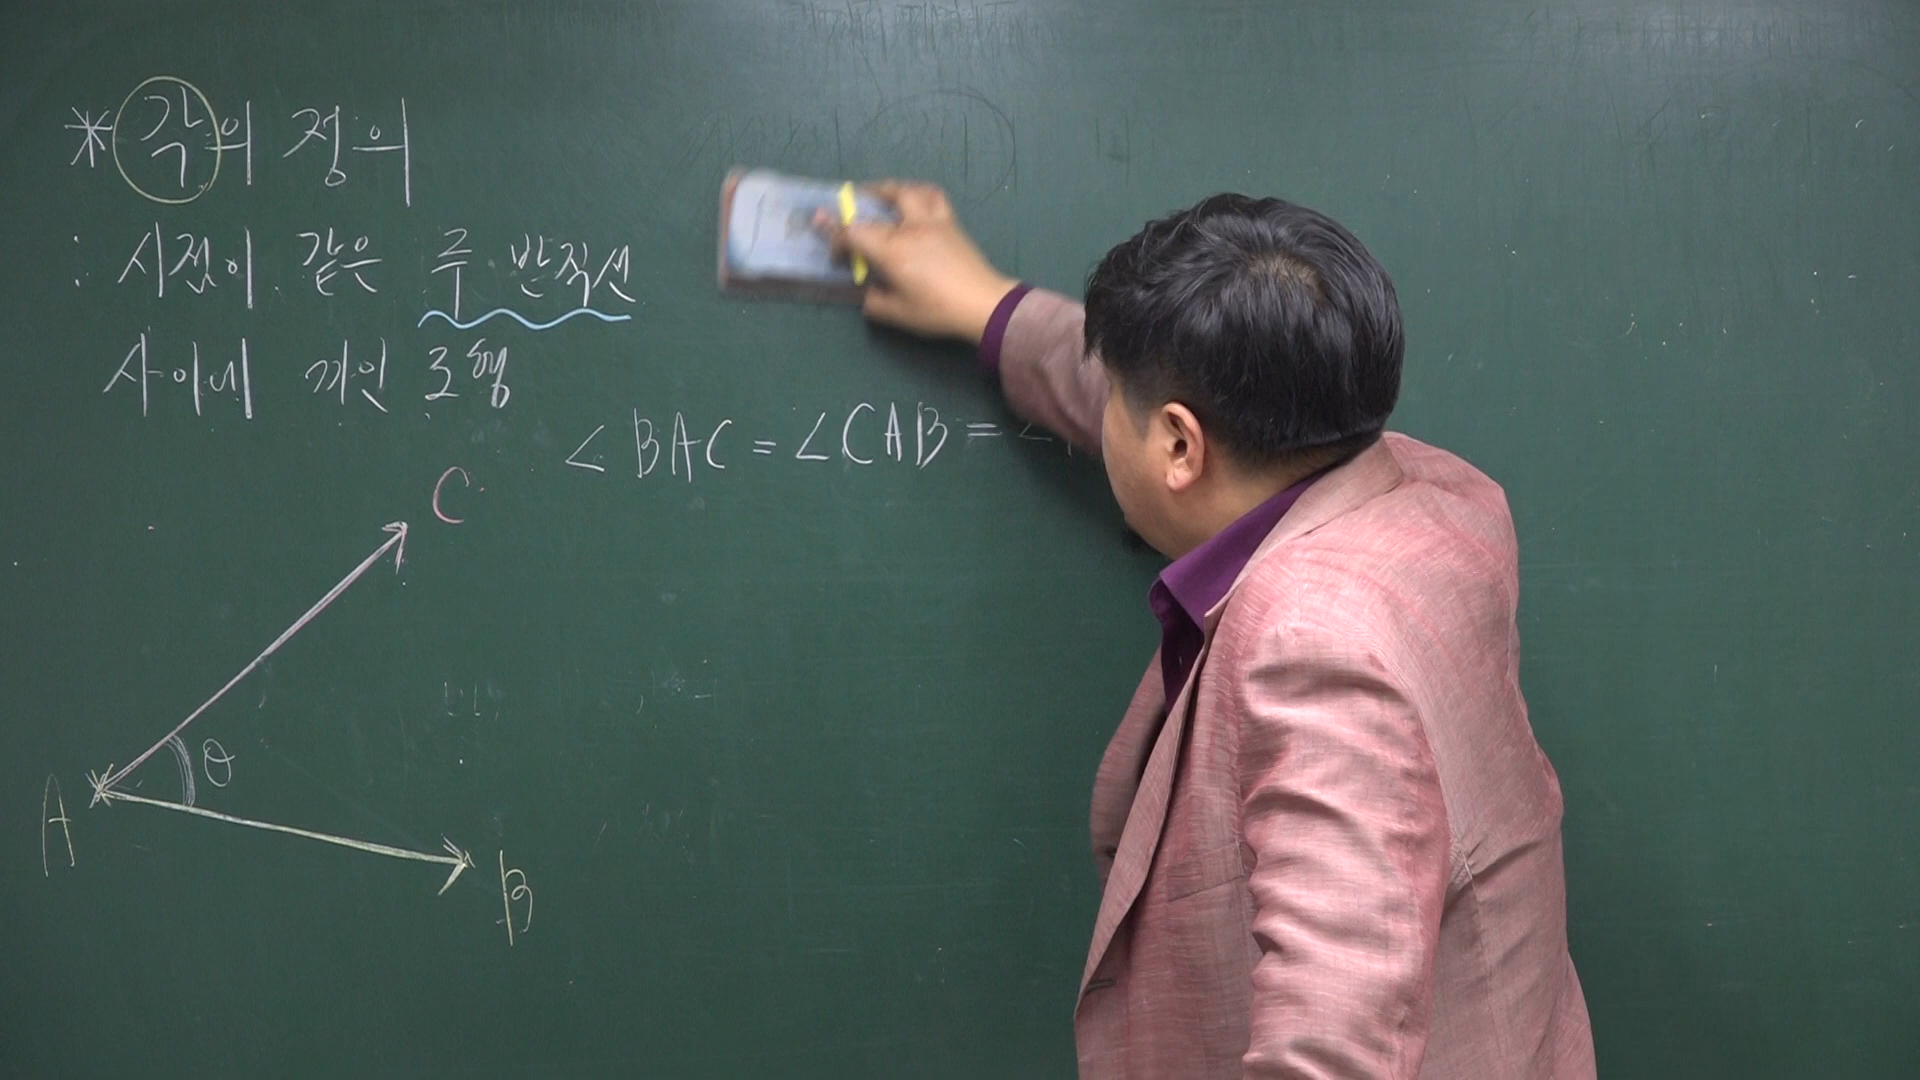 * 각의 정의
: 시점이 같은 두 반직선
사이에 끼인 도형
∠BAC = ∠CAB = ∠
C
θ
A
B